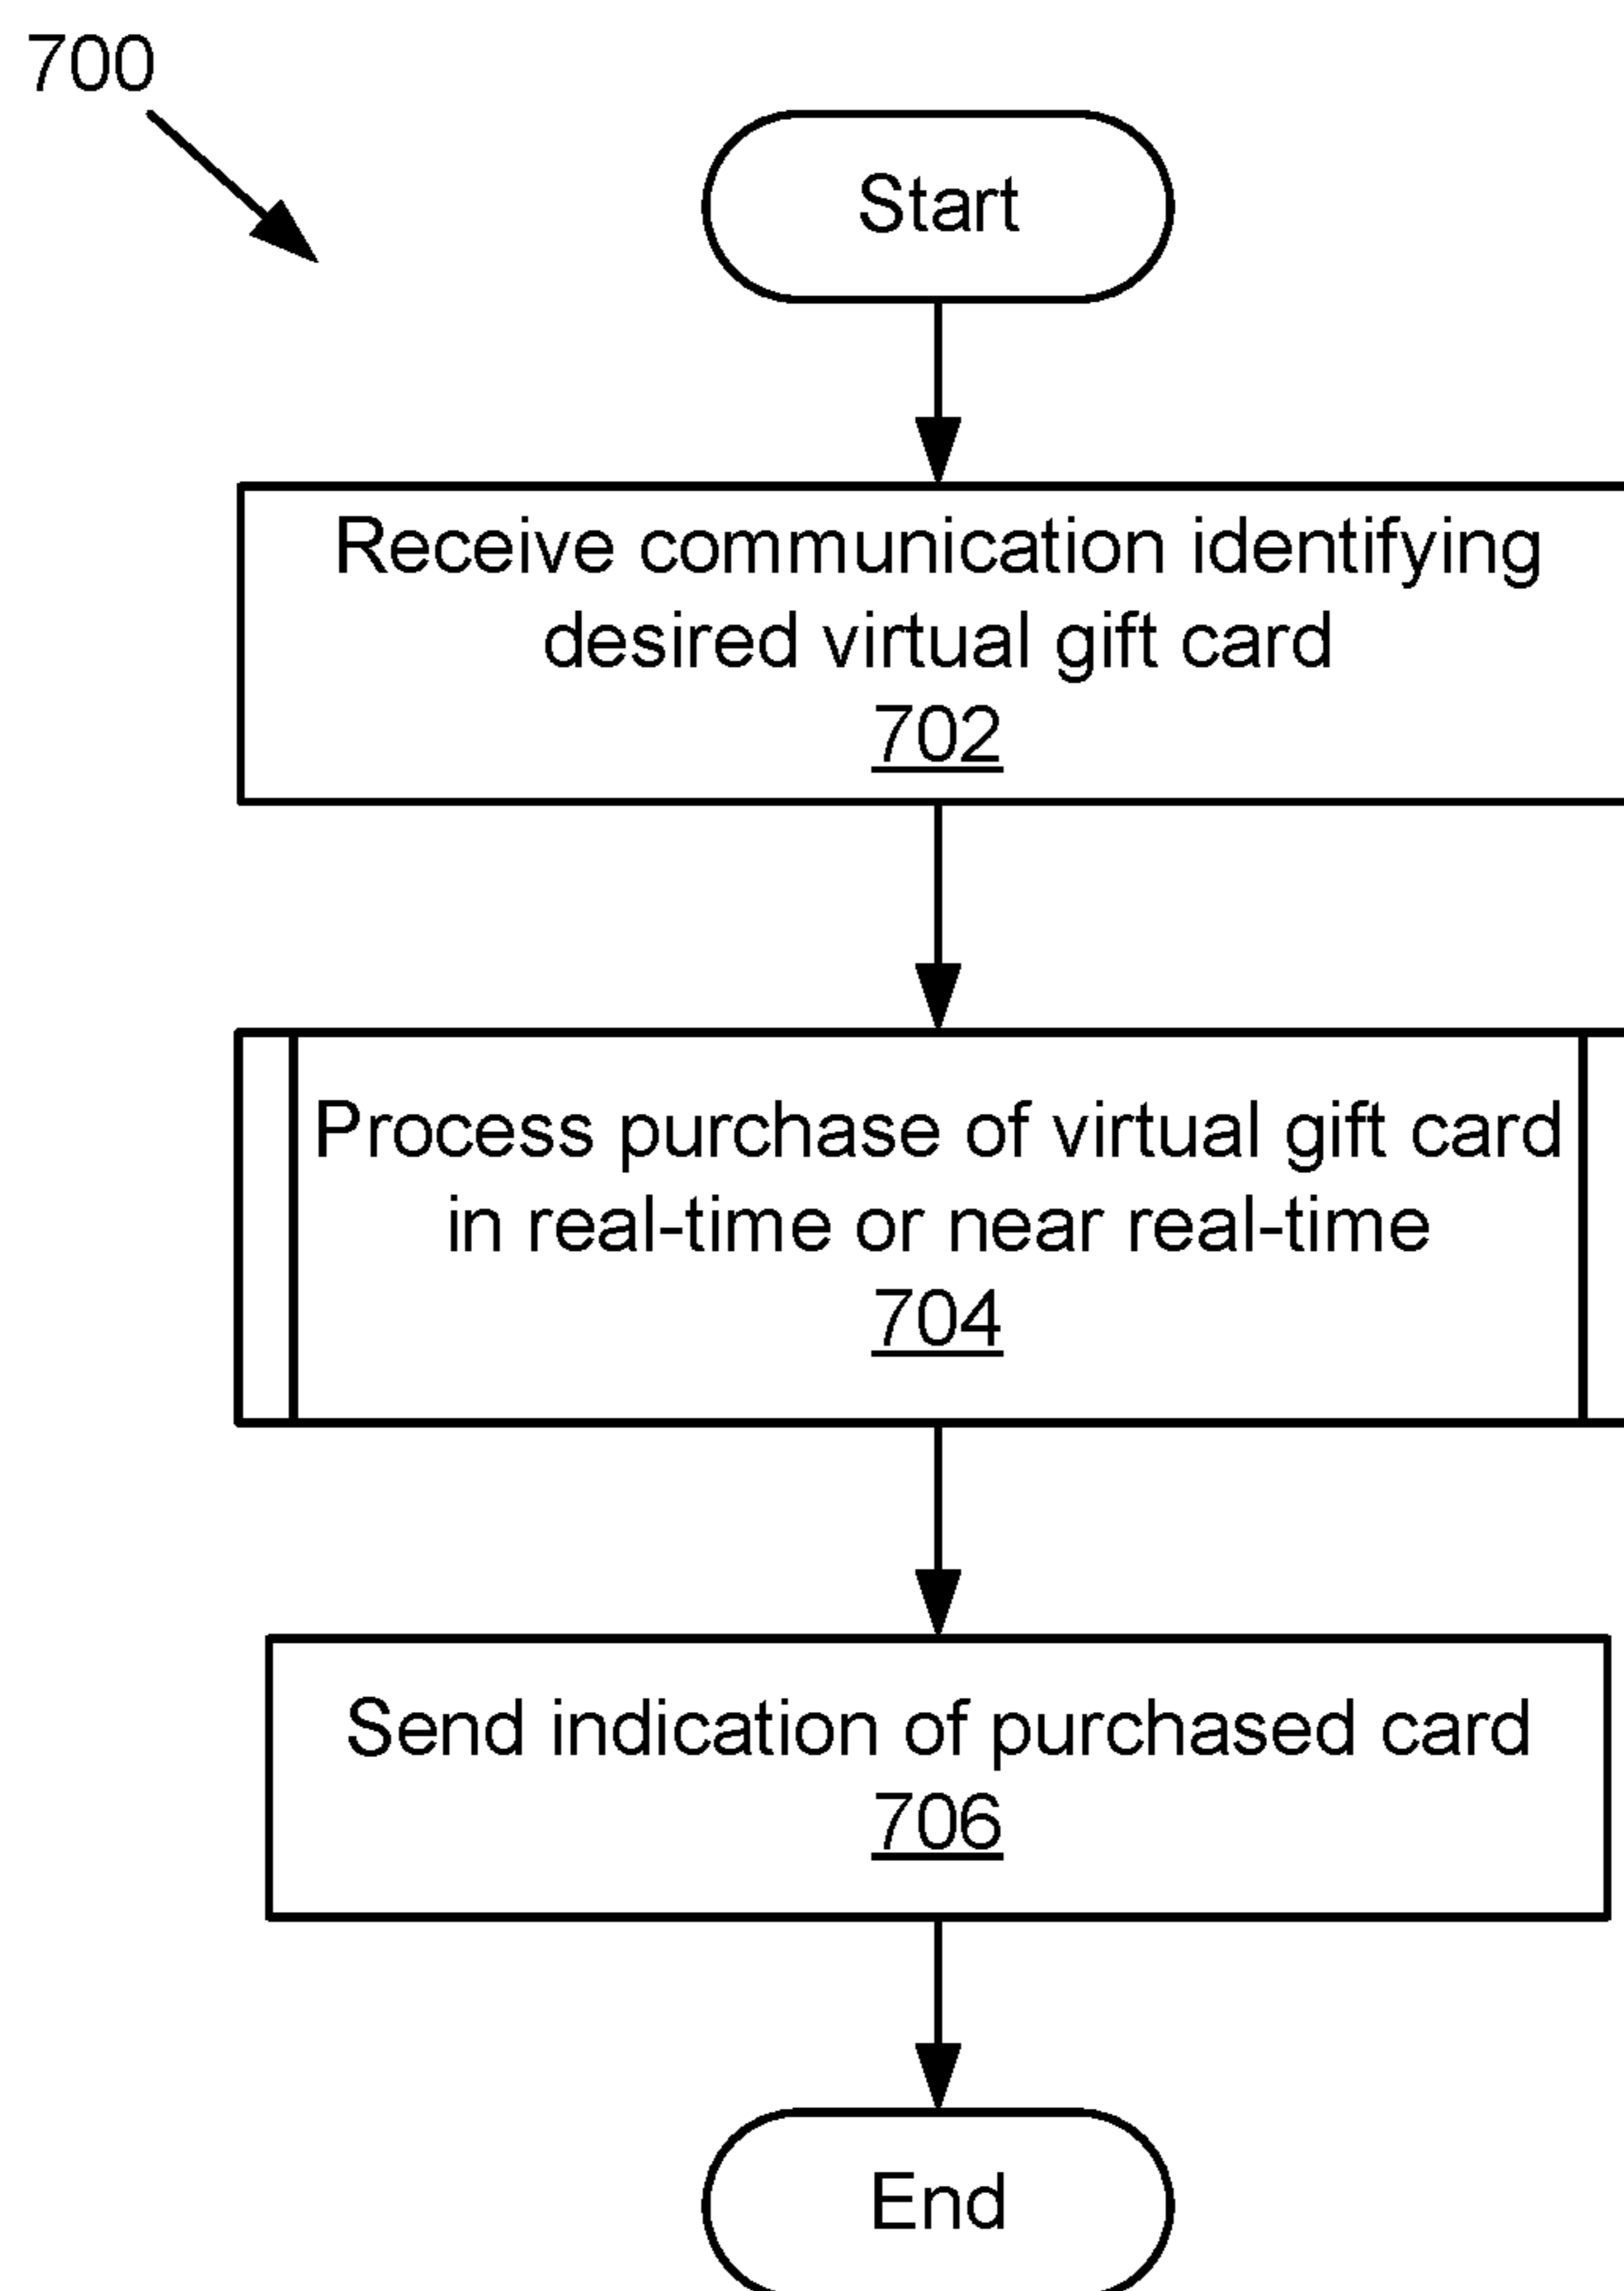 700
Start
Receive communication identifying
desired virtual gift card
702
Process purchase of virtual gift card
in real-time or near real-time
704
Send indication of purchased card
706
End